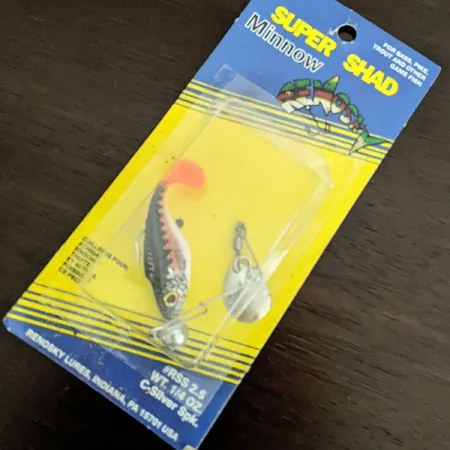 SUPER SHAD
Minnow
FOR BASS, PIKE,
TROUT AND OTHER
GAME FISH
RENOSKY
#RSS 2.5
WT. 1/4 OZ.
C-Silver Spk.
RENOSKY LURES, INDIANA, PA 15701 USA